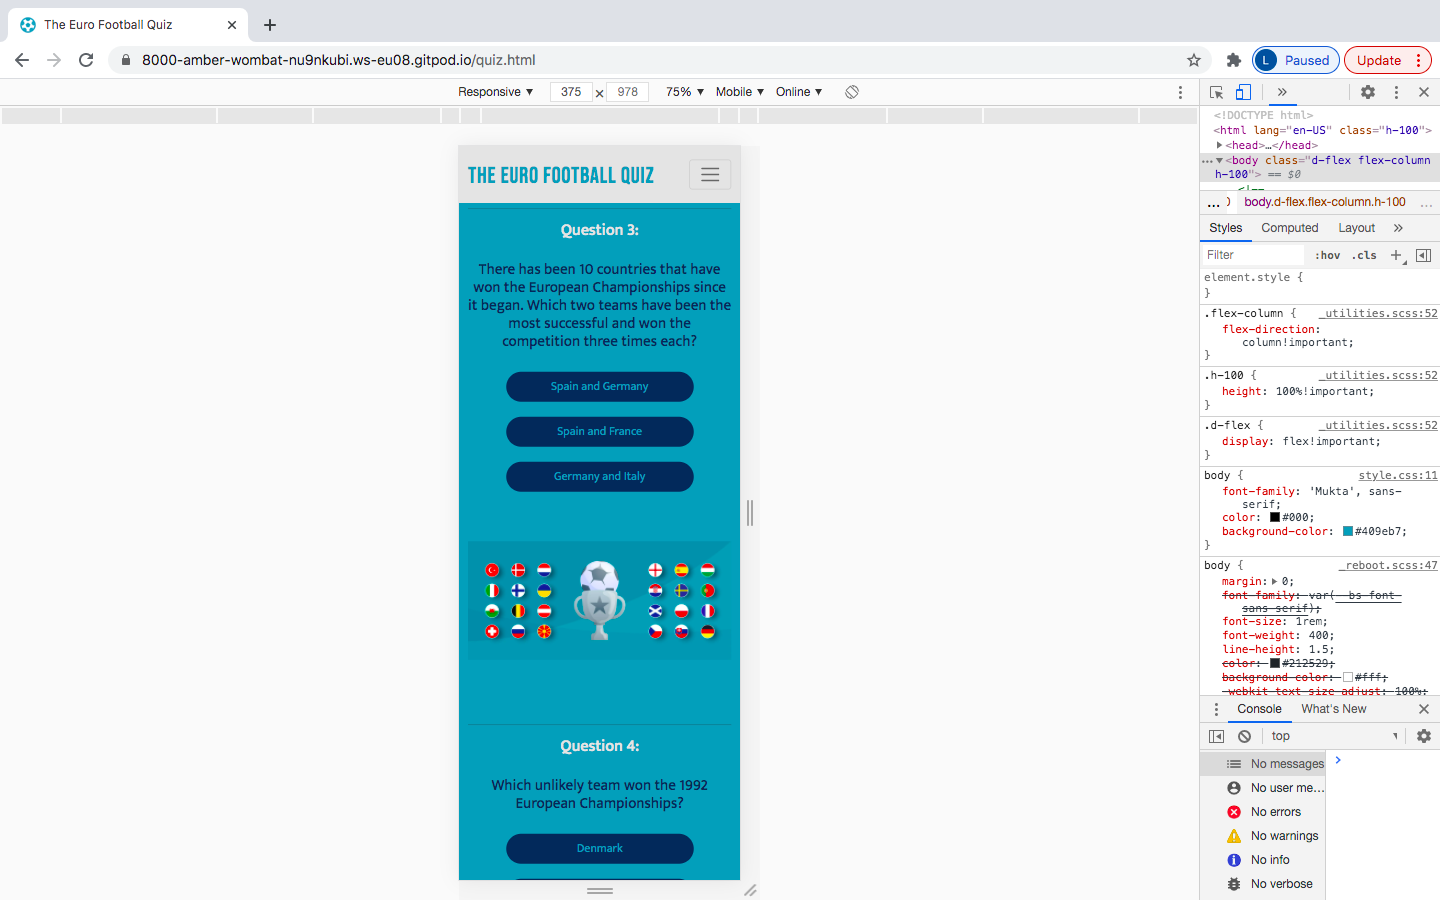 The Euro Football Quiz
8000-amber-wombat-nu9nkubi.ws-eu08.gitpod.io/quiz.html
L Paused
Update
Responsive ▼ 375 × 978 75% ▼ Mobile ▼ Online ▼
THE EURO FOOTBALL QUIZ
Question 3:
There has been 10 countries that have
won the European Championships since
it began. Which two teams have been the
most successful and won the
competition three times each?
Spain and Germany
Spain and France
Germany and Italy
Question 4:
Which unlikely team won the 1992
European Championships?
Denmark
<!DOCTYPE html>
<html lang="en-US" class="h-100">
▶<head>…</head>
…▼<body class="d-flex flex-column
h-100"> == $0
<!--
… body.d-flex.flex-column.h-100 …
Styles Computed Layout »
Filter :hov .cls +
element.style {
}
.flex-column { _utilities.scss:52
flex-direction:
column!important;
}
.h-100 { _utilities.scss:52
height: 100%!important;
}
.d-flex { _utilities.scss:52
display: flex!important;
}
body { style.css:11
font-family: 'Mukta', sans-
serif;
color: #000;
background-color: #409eb7;
}
body { _reboot.scss:47
margin: ▶ 0;
font-family: var(--bs-font-
sans-serif);
font-size: 1rem;
font-weight: 400;
line-height: 1.5;
color: #212529;
background-color: #fff;
-webkit-text-size-adjust: 100%;
Console What's New
top
No messages
No user me…
No errors
No warnings
No info
No verbose